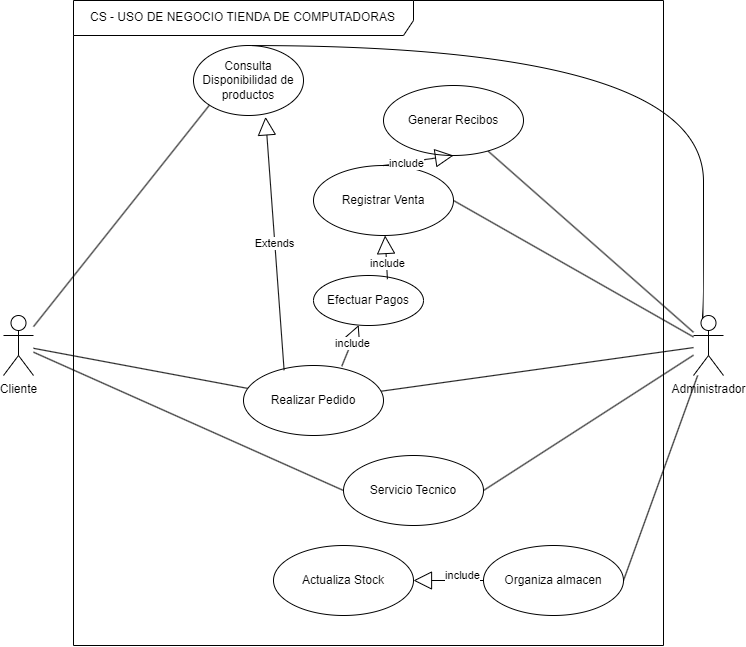 CS - USO DE NEGOCIO TIENDA DE COMPUTADORAS
Consulta
Disponibilidad de
productos
Generar Recibos
include
Registrar Venta
Extends
include
Efectuar Pagos
include
Cliente
Administrador
Realizar Pedido
Servicio Tecnico
Actualiza Stock
include
Organiza almacen